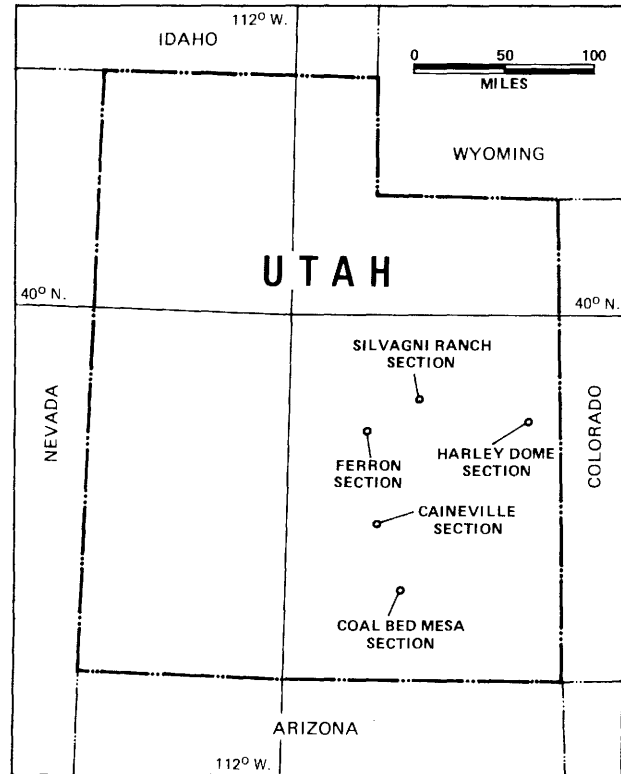 112° W.
IDAHO
0 50 100
MILES
WYOMING
UTAH
40° N.
40° N.
SILVAGNI RANCH
SECTION
NEVADA
COLORADO
FERRON
SECTION
HARLEY DOME
SECTION
CAINEVILLE
SECTION
COAL BED MESA
SECTION
ARIZONA
112° W.